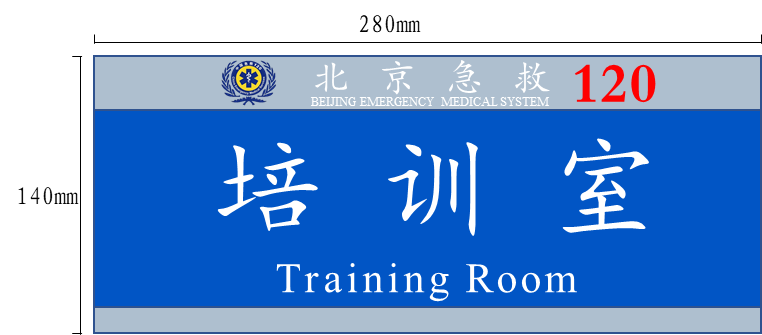 280mm
北京急救 120
BEIJING EMERGENCY MEDICAL SYSTEM
140mm
培训室
Training Room